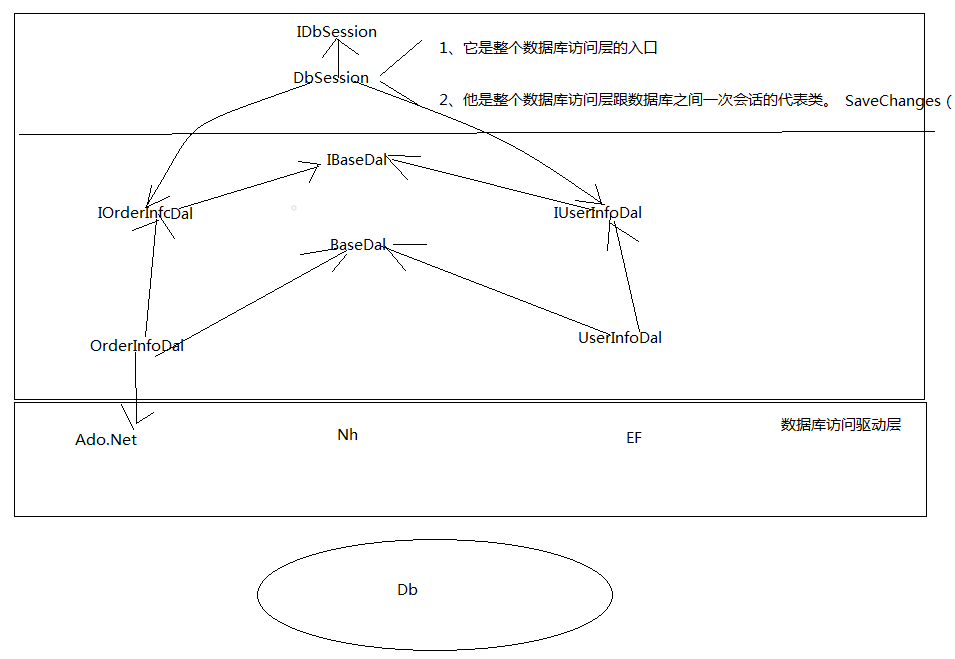 IDbSession
1、它是整个数据库访问层的入口
DbSession
2、他是整个数据库访问层跟数据库之间一次会话的代表类。 SaveChanges (
IBaseDal
IOrderInfcDal
IUserInfoDal
BaseDal
OrderInfoDal
UserInfoDal
数据库访问驱动层
Ado.Net
Nh
EF
Db